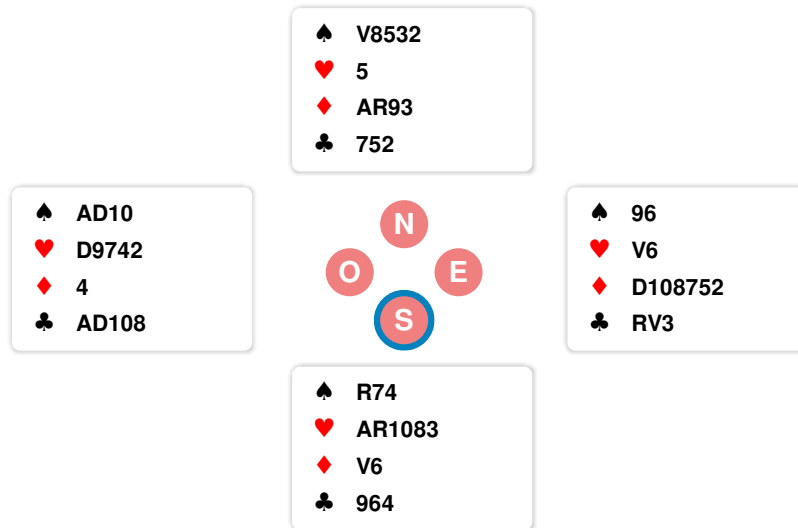 ♠ V8532
♥ 5
♦ AR93
♣ 752
♠ AD10
♥ D9742
♦ 4
♣ AD108
N
O
E
S
♠ 96
♥ V6
♦ D108752
♣ RV3
♠ R74
♥ AR1083
♦ V6
♣ 964